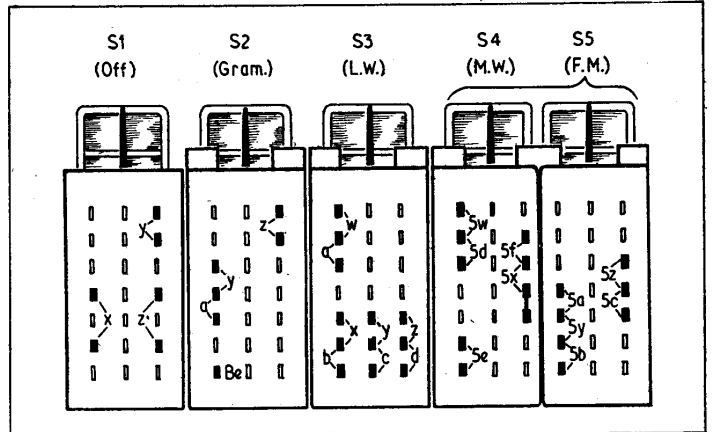 S1 S2 S3 S4 S5
(Off) (Gram.) (L.W.) (M.W.) (F.M.)
y z w 5w
a 5d 5f
y 5x 5z
a 5a 5c
x z x y z 5y
b c d 5e 5b
Be